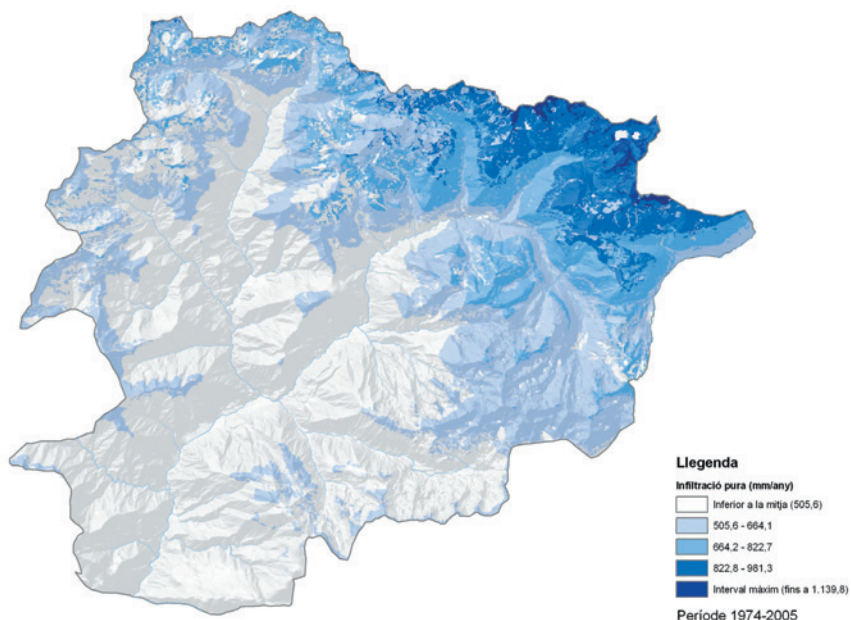 Llegenda
Infiltració pura (mm/any)
Inferior a la mitja (505,6)
505,6 - 664,1
664,2 - 822,7
822,8 - 981,3
Interval màxim (fins a 1.139,8)
Període 1974-2005